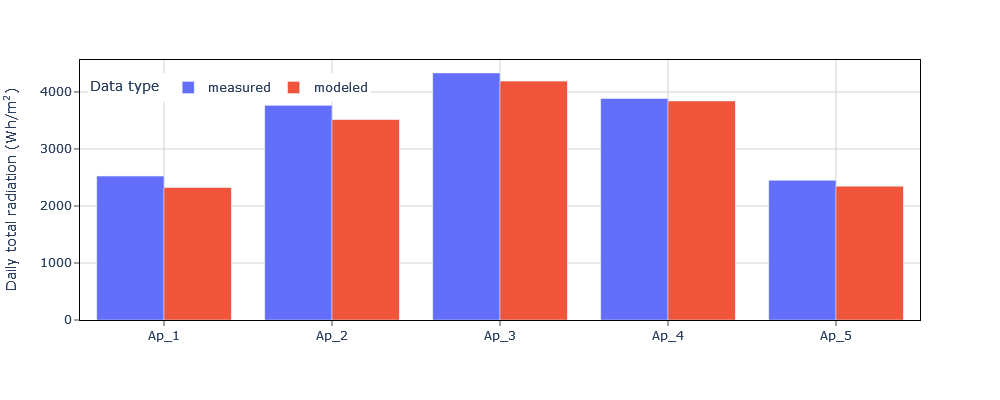 Daily total radiation (Wh/m²)
Data type measured modeled
4000
3000
2000
1000
0
Ap_1 Ap_2 Ap_3 Ap_4 Ap_5